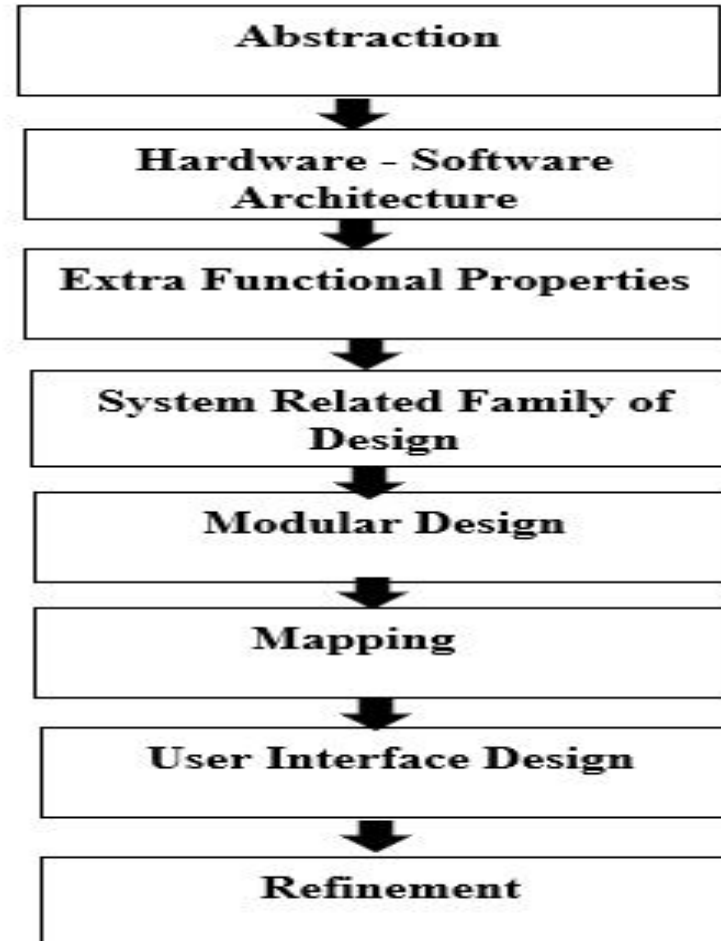 Abstraction
Hardware - Software
Architecture
Extra Functional Properties
System Related Family of
Design
Modular Design
Mapping
User Interface Design
Refinement